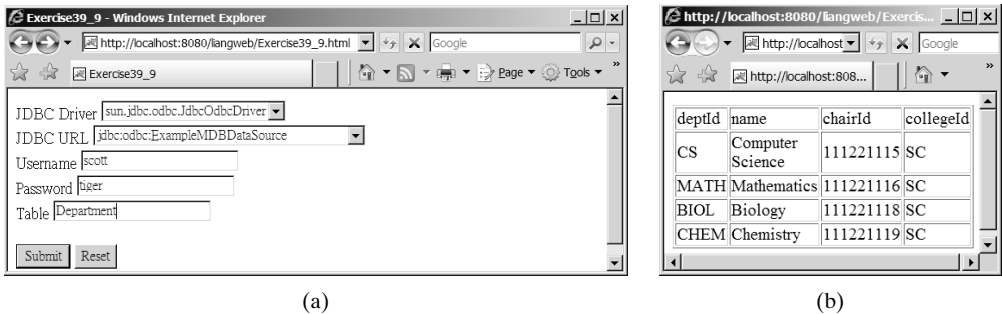 Exercise39_9 - Windows Internet Explorer
http://localhost:8080/liangweb/Exercise39_9.html
Google
Exercise39_9
Page
Tools
JDBC Driver sun.jdbc.odbc.JdbcOdbcDriver
JDBC URL jdbc:odbc:ExampleMDBDataSource
Username scott
Password tiger
Table Department
Submit Reset
(a)
http://localhost:8080/liangweb/Exercis...
http://localhost
Google
http://localhost:808...
deptId name chairId collegeId
CS Computer Science 111221115 SC
MATH Mathematics 111221116 SC
BIOL Biology 111221118 SC
CHEM Chemistry 111221119 SC
(b)